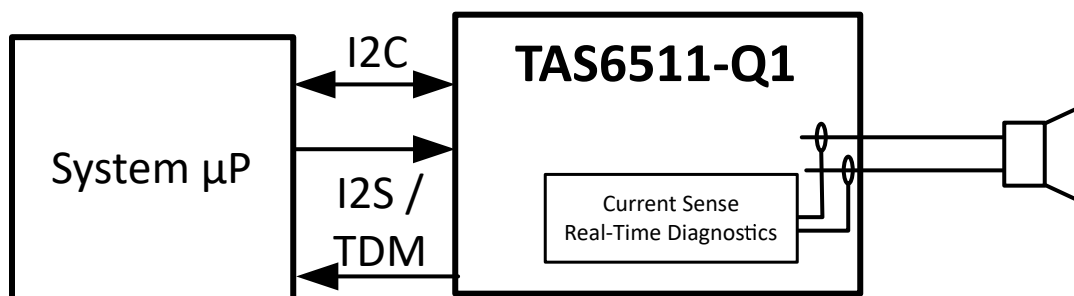 System µP
I2C
I2S /
TDM
TAS6511-Q1
Current Sense
Real-Time Diagnostics